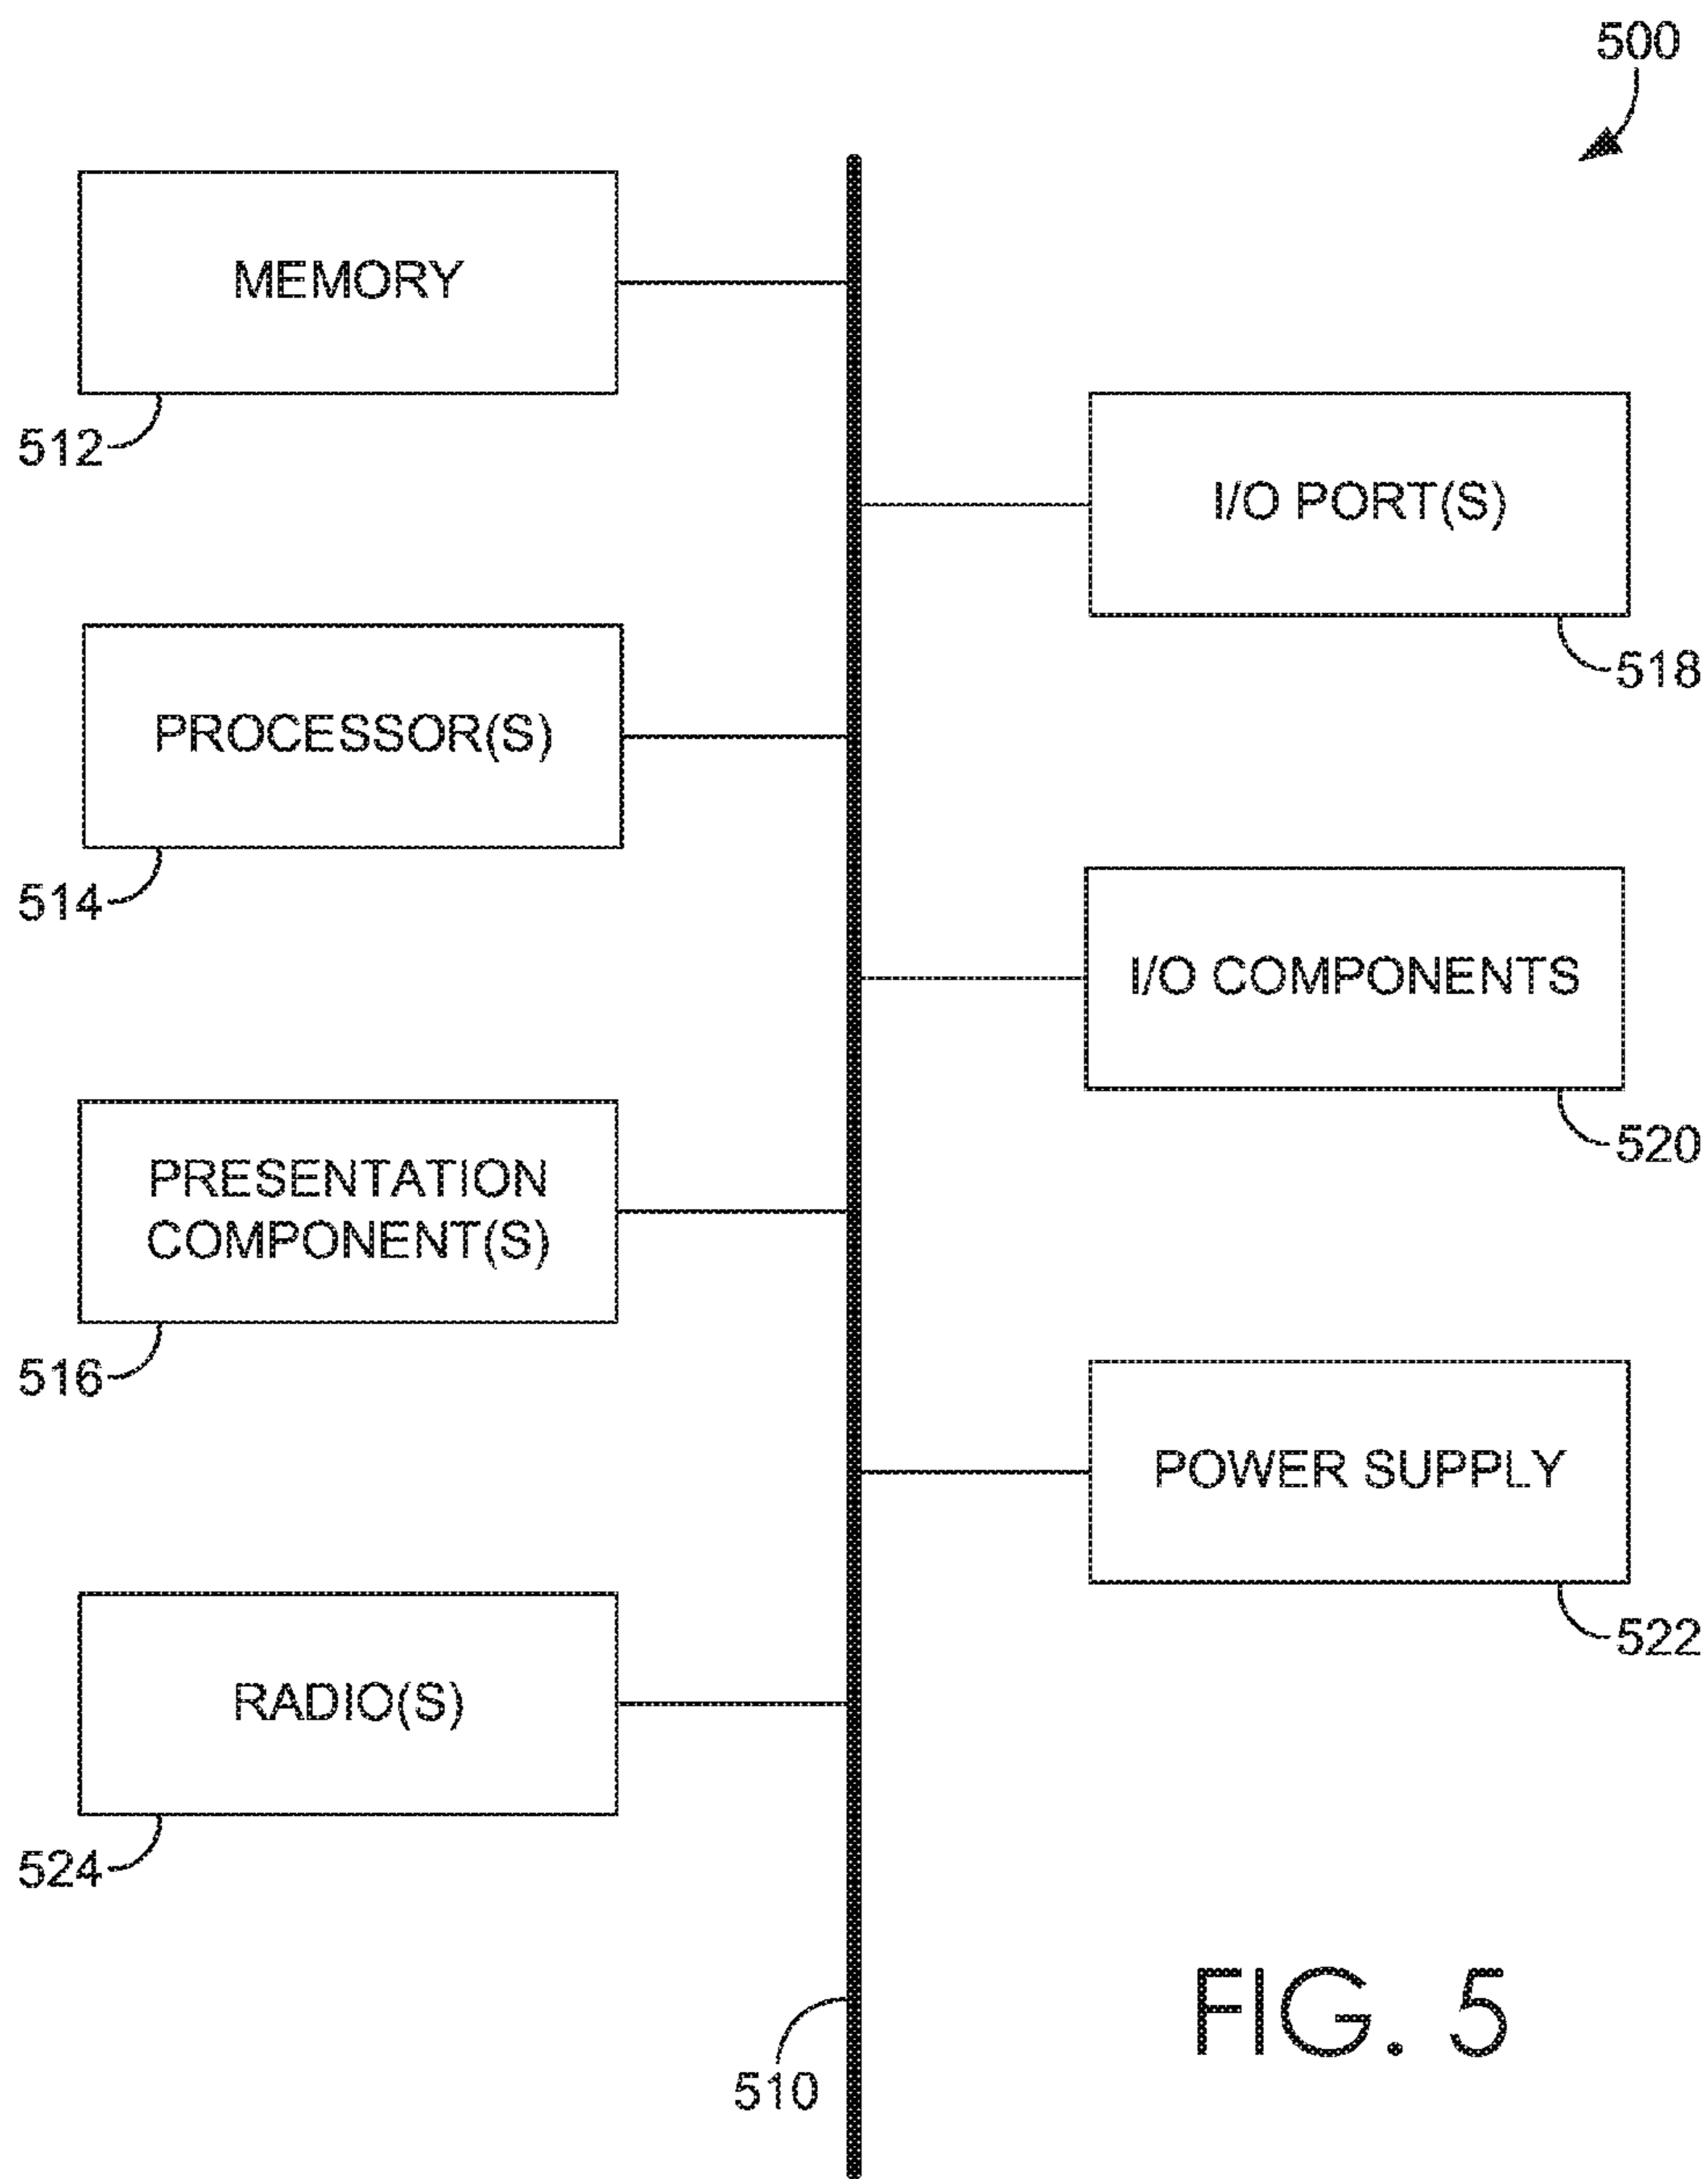 500
MEMORY
512
I/O PORT(S)
518
PROCESSOR(S)
514
I/O COMPONENTS
520
PRESENTATION
COMPONENT(S)
516
POWER SUPPLY
522
RADIO(S)
524
510
FIG. 5